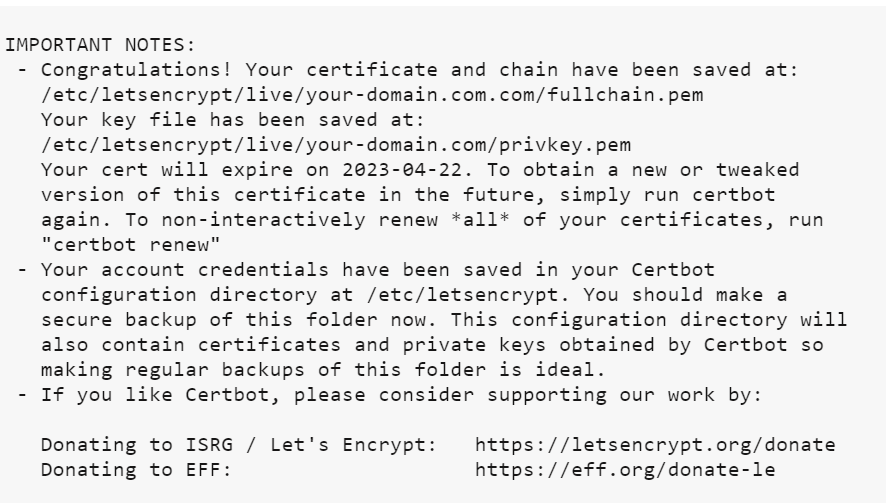 IMPORTANT NOTES:
- Congratulations! Your certificate and chain have been saved at:
/etc/letsencrypt/live/your-domain.com.com/fullchain.pem
Your key file has been saved at:
/etc/letsencrypt/live/your-domain.com/privkey.pem
Your cert will expire on 2023-04-22. To obtain a new or tweaked
version of this certificate in the future, simply run certbot
again. To non-interactively renew *all* of your certificates, run
"certbot renew"
- Your account credentials have been saved in your Certbot
configuration directory at /etc/letsencrypt. You should make a
secure backup of this folder now. This configuration directory will
also contain certificates and private keys obtained by Certbot so
making regular backups of this folder is ideal.
- If you like Certbot, please consider supporting our work by:
Donating to ISRG / Let's Encrypt:   https://letsencrypt.org/donate
Donating to EFF:                    https://eff.org/donate-le